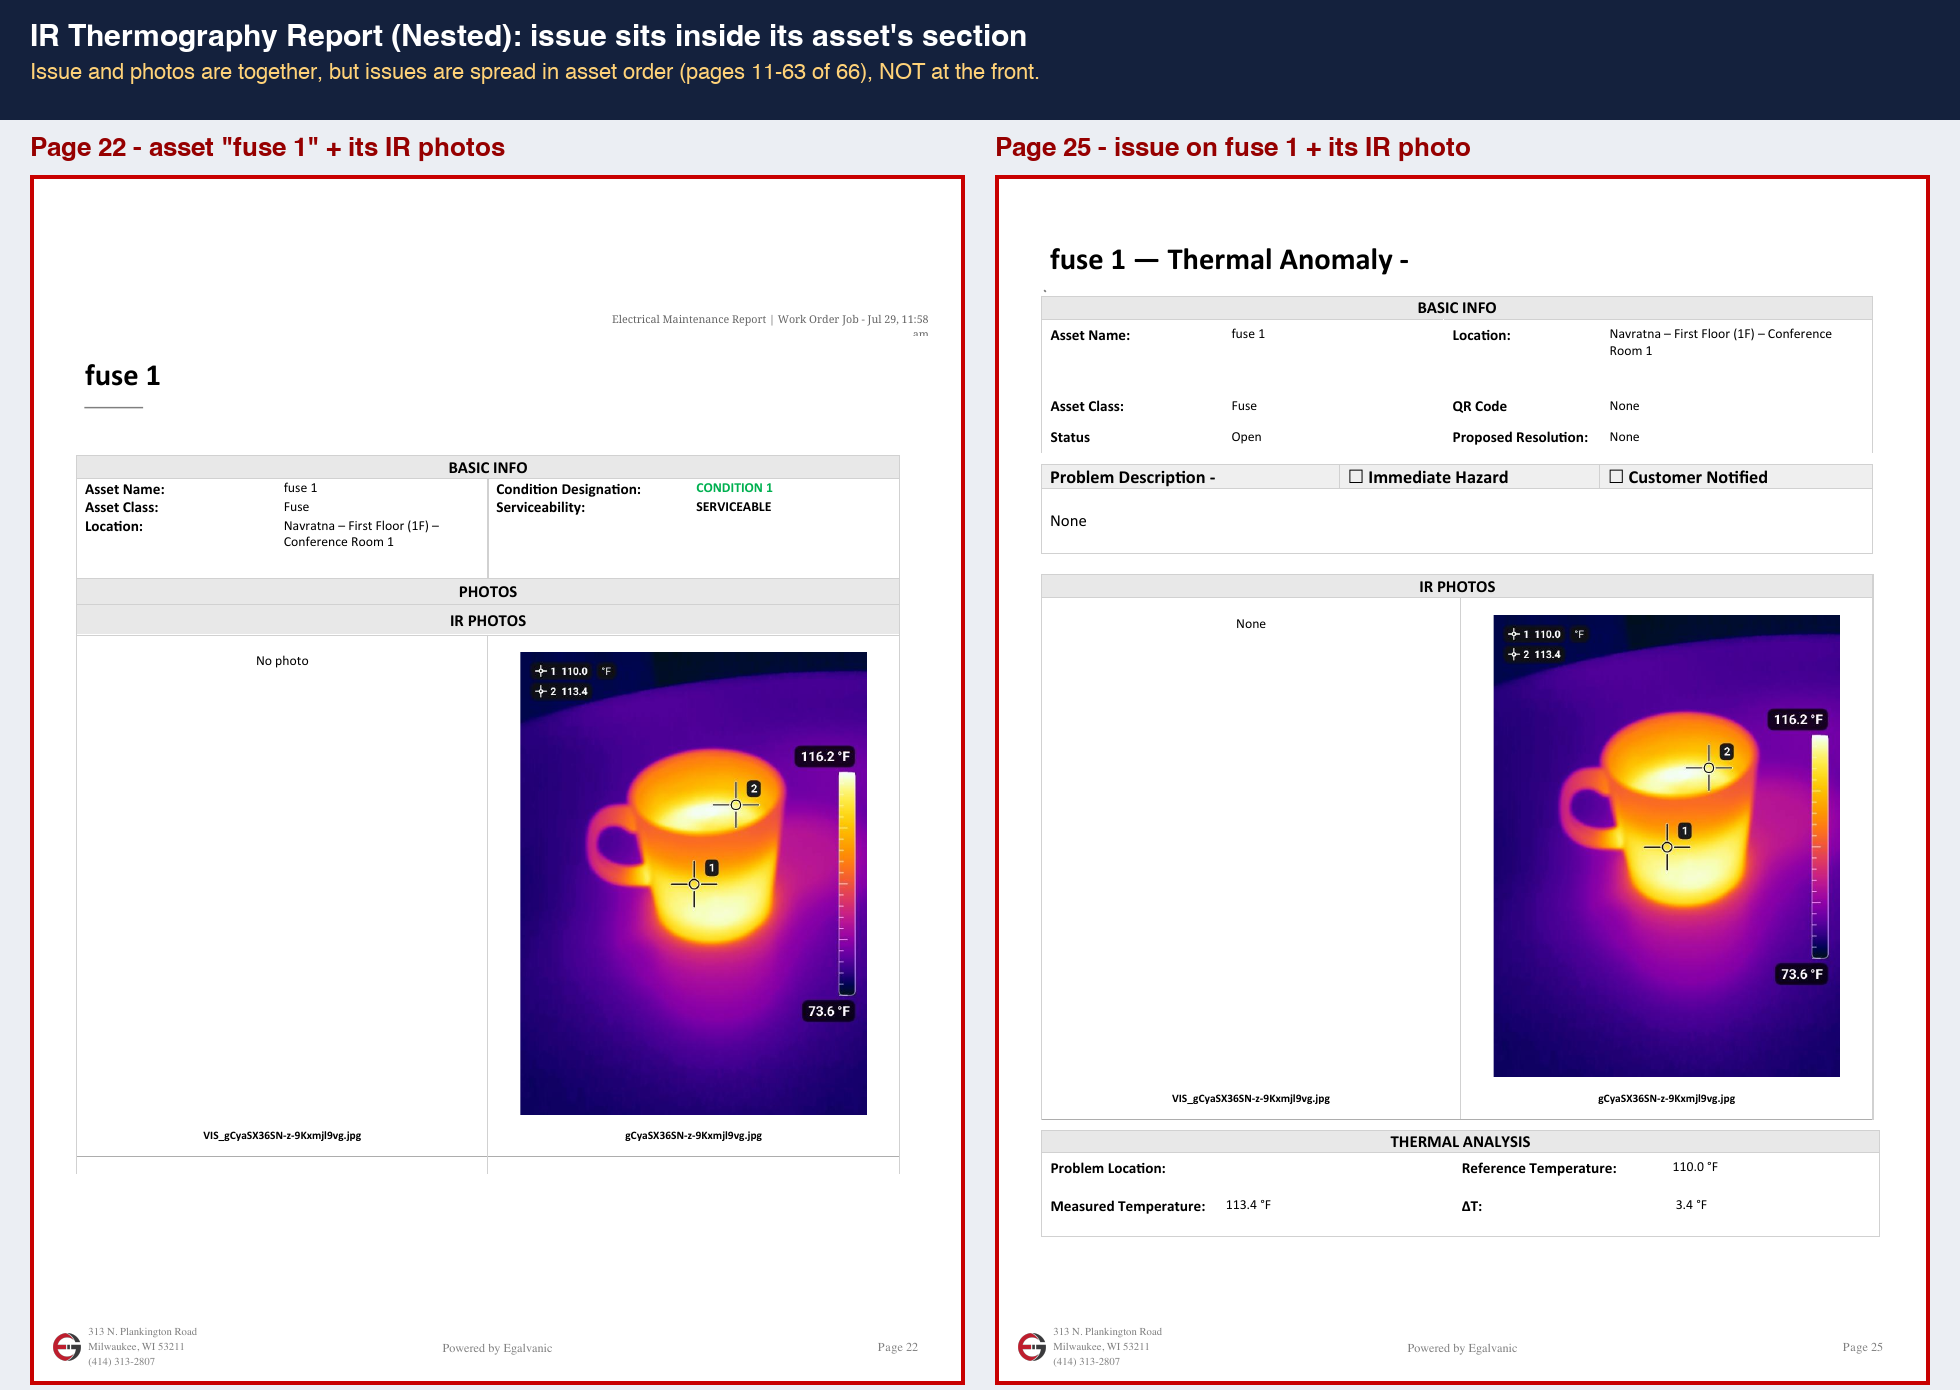 IR Thermography Report (Nested): issue sits inside its asset's section
Issue and photos are together, but issues are spread in asset order (pages 11-63 of 66), NOT at the front.
Page 22 - asset "fuse 1" + its IR photos
Electrical Maintenance Report | Work Order Job - Jul 29, 11:58
am
fuse 1
BASIC INFO
Asset Name: fuse 1 Condition Designation: CONDITION 1
Asset Class: Fuse Serviceability: SERVICEABLE
Location: Navratna – First Floor (1F) –
Conference Room 1
PHOTOS
IR PHOTOS
No photo
1 110.0 °F
2 113.4
116.2 °F
2
1
73.6 °F
VIS_gCyaSX36SN-z-9Kxmjl9vg.jpg gCyaSX36SN-z-9Kxmjl9vg.jpg
313 N. Plankington Road
Milwaukee, WI 53211
(414) 313-2807
Powered by Egalvanic
Page 22
Page 25 - issue on fuse 1 + its IR photo
fuse 1 — Thermal Anomaly -
BASIC INFO
Asset Name: fuse 1 Location: Navratna – First Floor (1F) – Conference
Room 1
Asset Class: Fuse QR Code None
Status Open Proposed Resolution: None
Problem Description - ☐ Immediate Hazard ☐ Customer Notified
None
IR PHOTOS
None
1 110.0 °F
2 113.4
116.2 °F
2
1
73.6 °F
VIS_gCyaSX36SN-z-9Kxmjl9vg.jpg gCyaSX36SN-z-9Kxmjl9vg.jpg
THERMAL ANALYSIS
Problem Location: Reference Temperature: 110.0 °F
Measured Temperature: 113.4 °F ΔT: 3.4 °F
313 N. Plankington Road
Milwaukee, WI 53211
(414) 313-2807
Powered by Egalvanic
Page 25